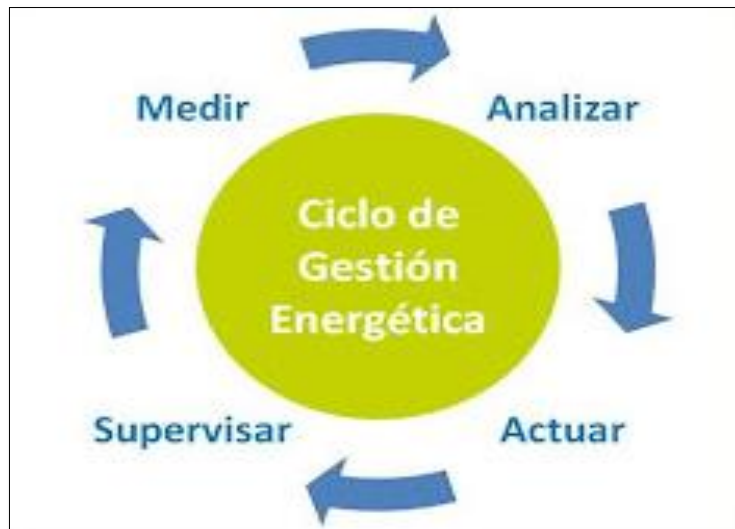 Medir
Analizar
Ciclo de
Gestión
Energética
Supervisar
Actuar